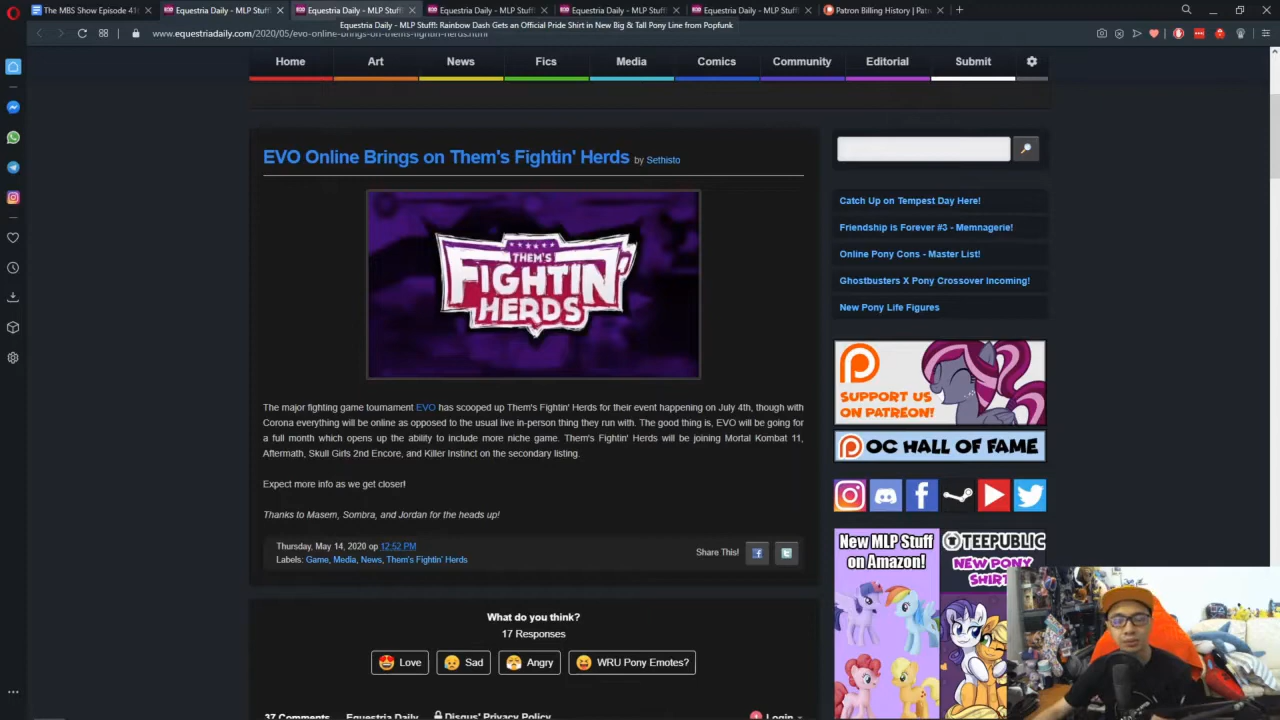 The MBS Show Episode 41
Equestria Daily - MLP Stuff!
Equestria Daily - MLP Stuff!
Equestria Daily - MLP Stuff!
Equestria Daily - MLP Stuff!
Equestria Daily - MLP Stuff!
Patron Billing History | Pat
Equestria Daily - MLP Stuff!: Rainbow Dash Gets an Official Pride Shirt in New Big & Tall Pony Line from Popfunk
www.equestriadaily.com/2020/05/evo-online-brings-on-thems-fightin-herds.html
Home
Art
News
Fics
Media
Comics
Community
Editorial
Submit
EVO Online Brings on Them's Fightin' Herds by Sethisto
THEM'S
FIGHTIN'
HERDS
The major fighting game tournament EVO has scooped up Them's Fightin' Herds for their event happening on July 4th, though with
Corona everything will be online as opposed to the usual live in-person thing they run with. The good thing is, EVO will be going for
a full month which opens up the ability to include more niche game. Them's Fightin' Herds will be joining Mortal Kombat 11,
Aftermath, Skull Girls 2nd Encore, and Killer Instinct on the secondary listing.
Expect more info as we get closer!
Thanks to Masem, Sombra, and Jordan for the heads up!
Thursday, May 14, 2020 op 12:52 PM
Labels: Game, Media, News, Them's Fightin' Herds
Share This!
What do you think?
17 Responses
Love
Sad
Angry
WRU Pony Emotes?
37 Comments
Equestria Daily
Disqus' Privacy Policy
Login
Catch Up on Tempest Day Here!
Friendship is Forever #3 - Memnagerie!
Online Pony Cons - Master List!
Ghostbusters X Pony Crossover Incoming!
New Pony Life Figures
SUPPORT US
ON PATREON!
OC HALL OF FAME
New MLP Stuff
on Amazon!
TEEPUBLIC
NEW PONY